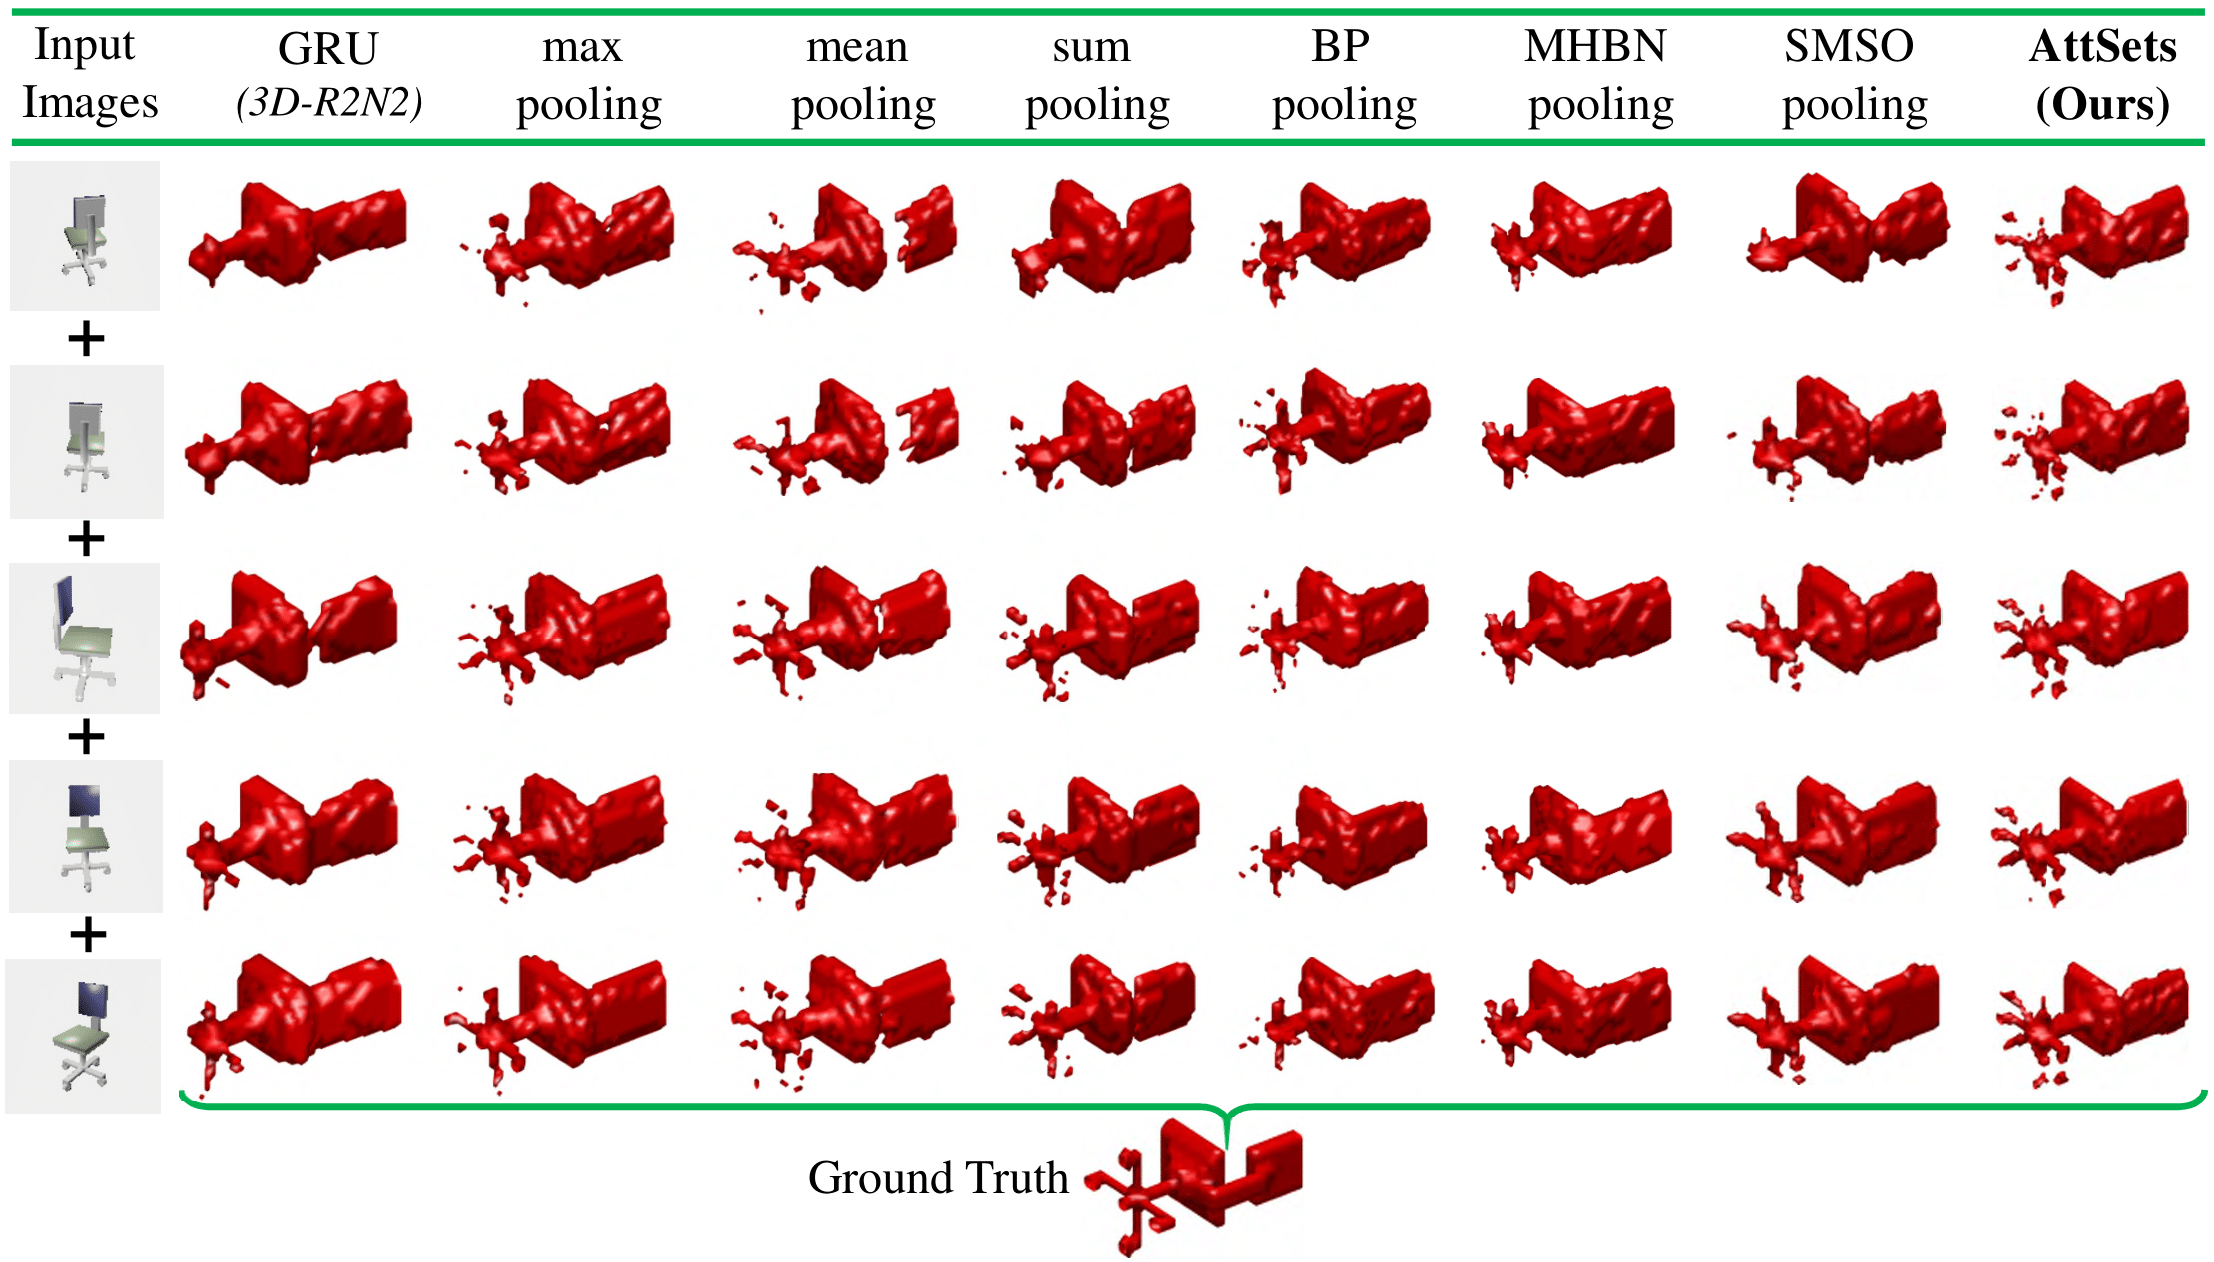 Input Images
GRU (3D-R2N2)
max pooling
mean pooling
sum pooling
BP pooling
MHBN pooling
SMSO pooling
AttSets (Ours)
+
+
+
+
Ground Truth